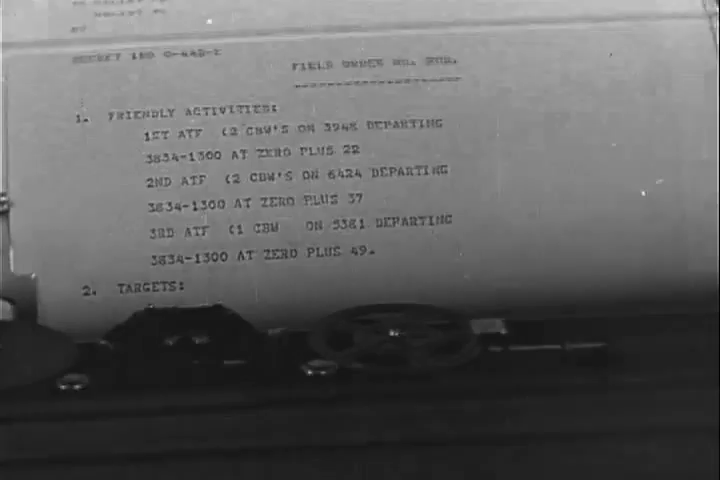 FIELD ORDER NO.
1. FRIENDLY ACTIVITIES:
1ST ATF (2 CBW'S ON 3948 DEPARTING
3834-1300 AT ZERO PLUS 22
2ND ATF (2 CBW'S ON 6424 DEPARTING
3834-1300 AT ZERO PLUS 37
3RD ATF (1 CBW ON 5381 DEPARTING
3834-1300 AT ZERO PLUS 49.
2. TARGETS: